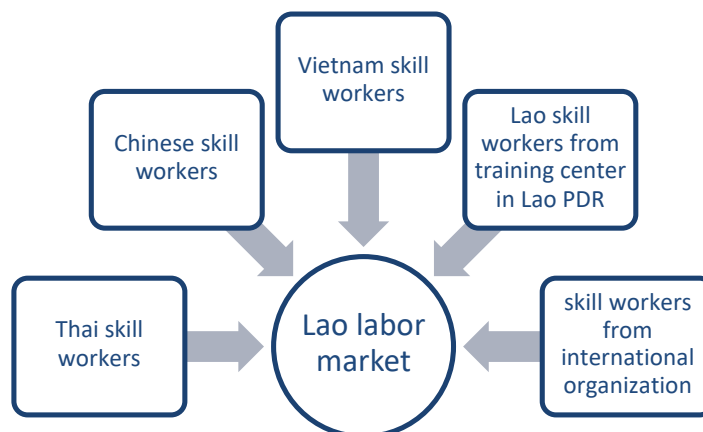 Vietnam skill
workers
Chinese skill
workers
Lao skill
workers from
training center
in Lao PDR
Thai skill
workers
Lao labor
market
skill workers
from
international
organization